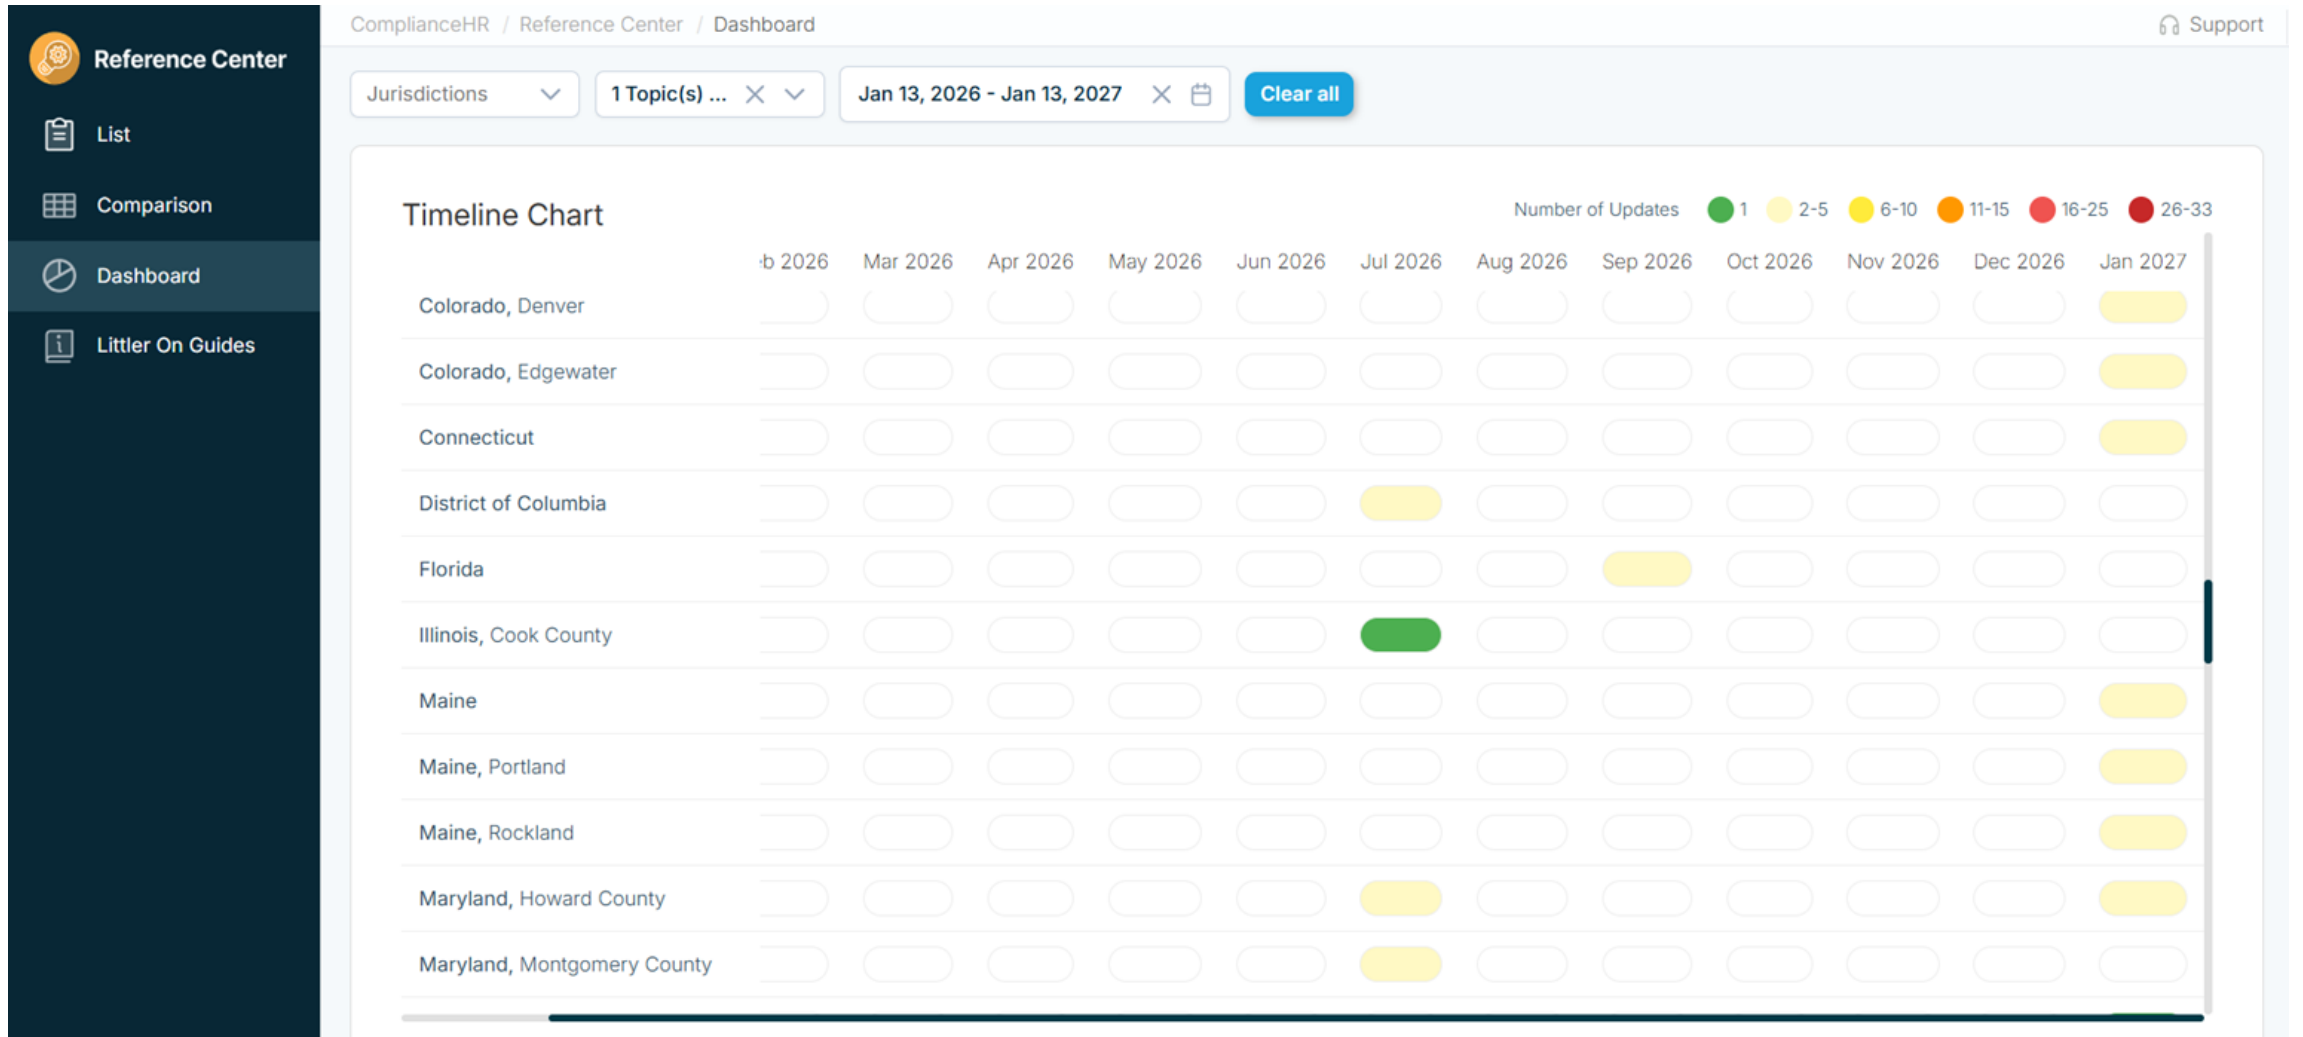 ComplianceHR / Reference Center / Dashboard
Support
Reference Center
List
Comparison
Dashboard
Littler On Guides
Jurisdictions
1 Topic(s) ...
Jan 13, 2026 - Jan 13, 2027
Clear all
Timeline Chart
Number of Updates 1 2-5 6-10 11-15 16-25 26-33
b 2026 Mar 2026 Apr 2026 May 2026 Jun 2026 Jul 2026 Aug 2026 Sep 2026 Oct 2026 Nov 2026 Dec 2026 Jan 2027
Colorado, Denver
Colorado, Edgewater
Connecticut
District of Columbia
Florida
Illinois, Cook County
Maine
Maine, Portland
Maine, Rockland
Maryland, Howard County
Maryland, Montgomery County